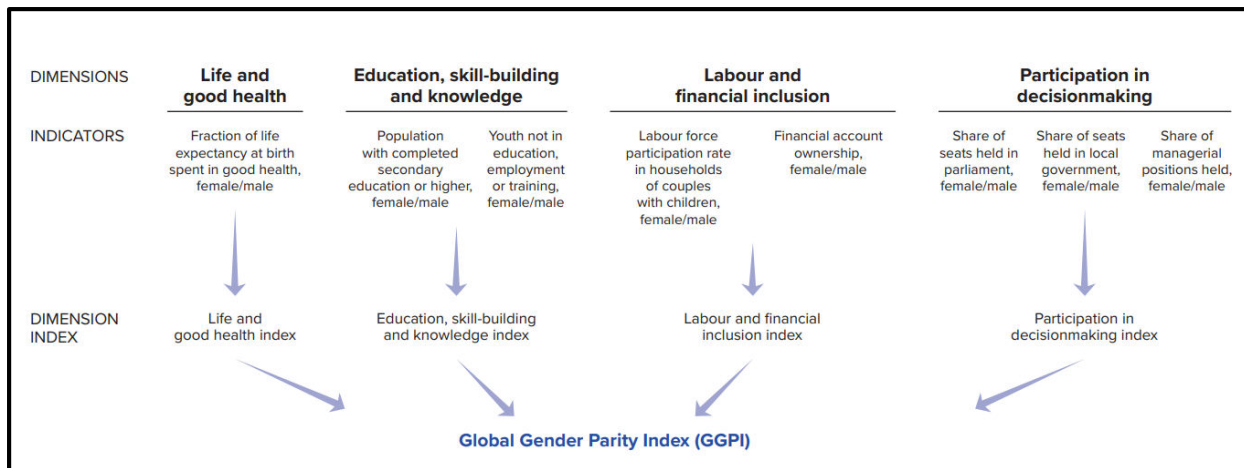 DIMENSIONS
Life and
good health
Education, skill-building
and knowledge
Labour and
financial inclusion
Participation in
decisionmaking
INDICATORS
Fraction of life
expectancy at birth
spent in good health,
female/male
Population
with completed
secondary
education or higher,
female/male
Youth not in
education,
employment
or training,
female/male
Labour force
participation rate
in households
of couples
with children,
female/male
Financial account
ownership,
female/male
Share of
seats held in
parliament,
female/male
Share of seats
held in local
government,
female/male
Share of
managerial
positions held,
female/male
DIMENSION
INDEX
Life and
good health index
Education, skill-building
and knowledge index
Labour and financial
inclusion index
Participation in
decisionmaking index
Global Gender Parity Index (GGPI)